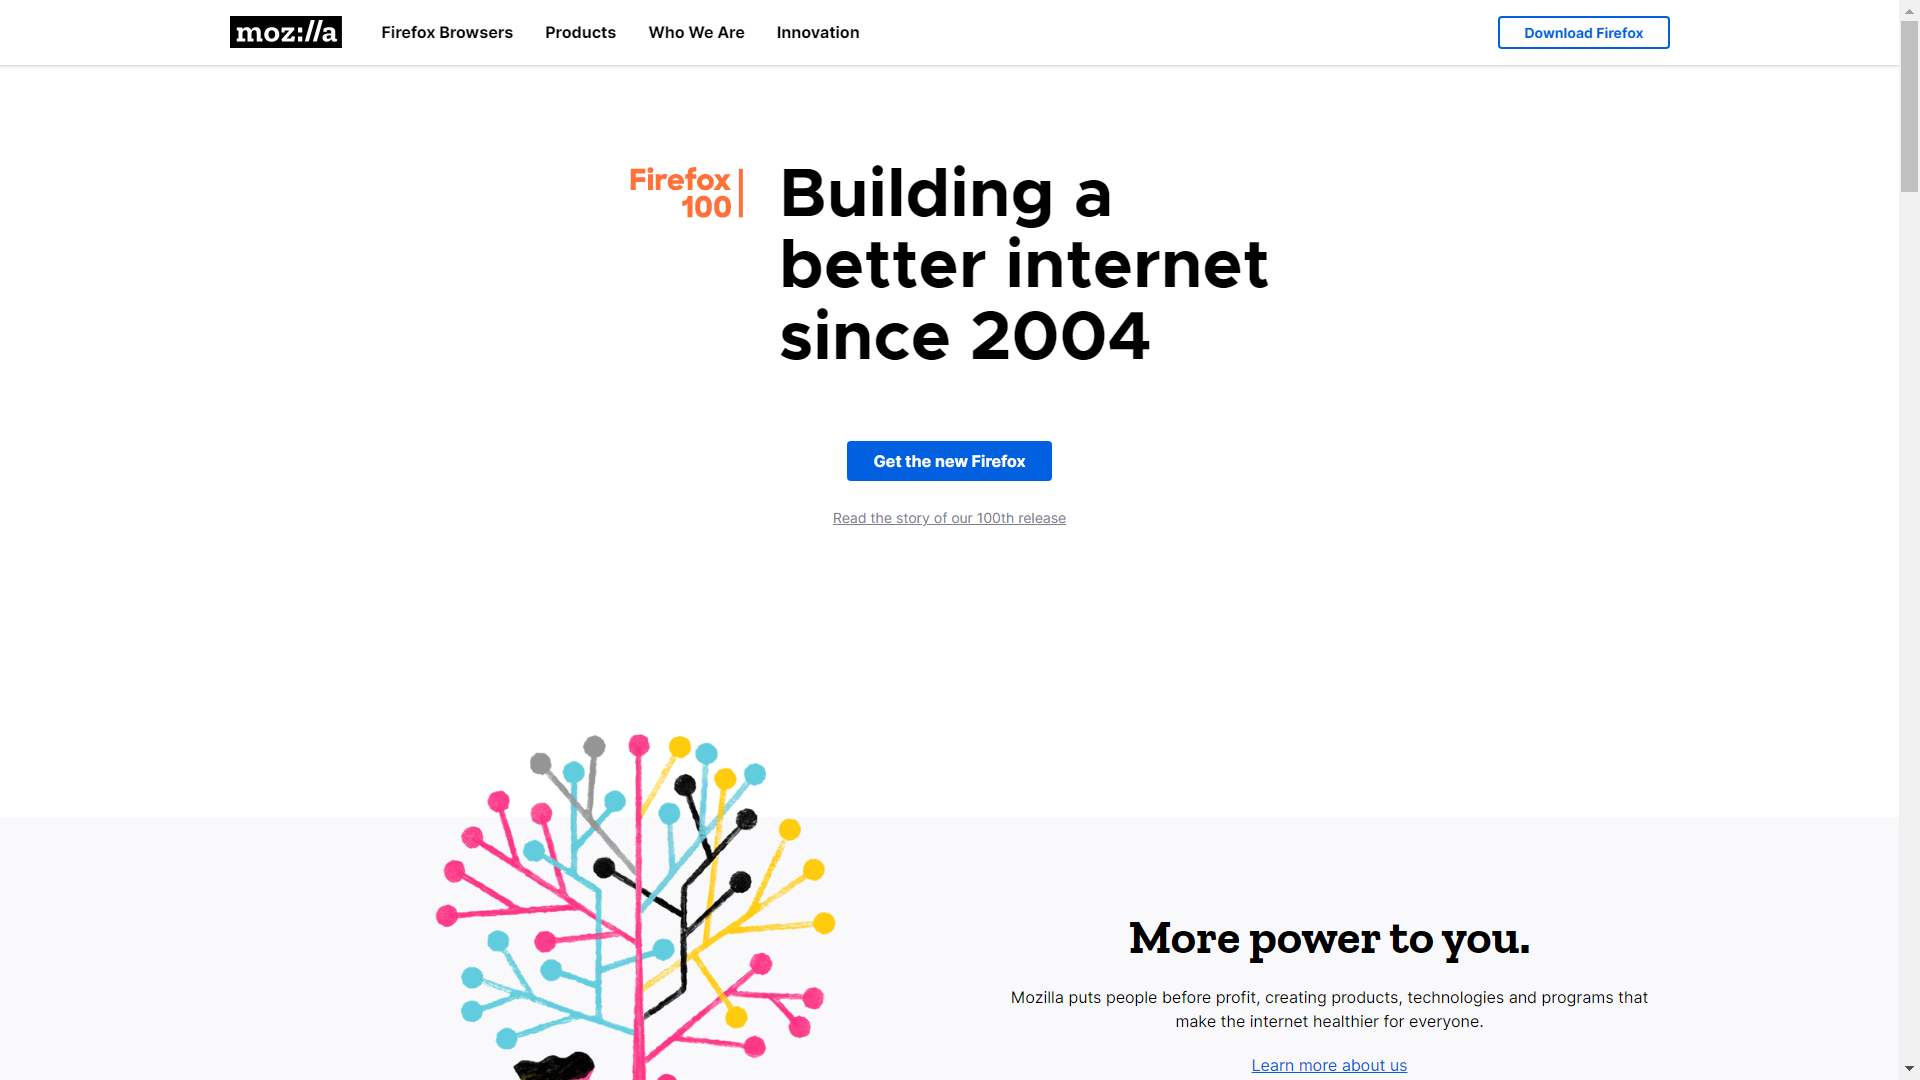 moz://a
Firefox Browsers
Products
Who We Are
Innovation
Download Firefox
Firefox
100
Building a
better internet
since 2004
Get the new Firefox
Read the story of our 100th release
More power to you.
Mozilla puts people before profit, creating products, technologies and programs that
make the internet healthier for everyone.
Learn more about us